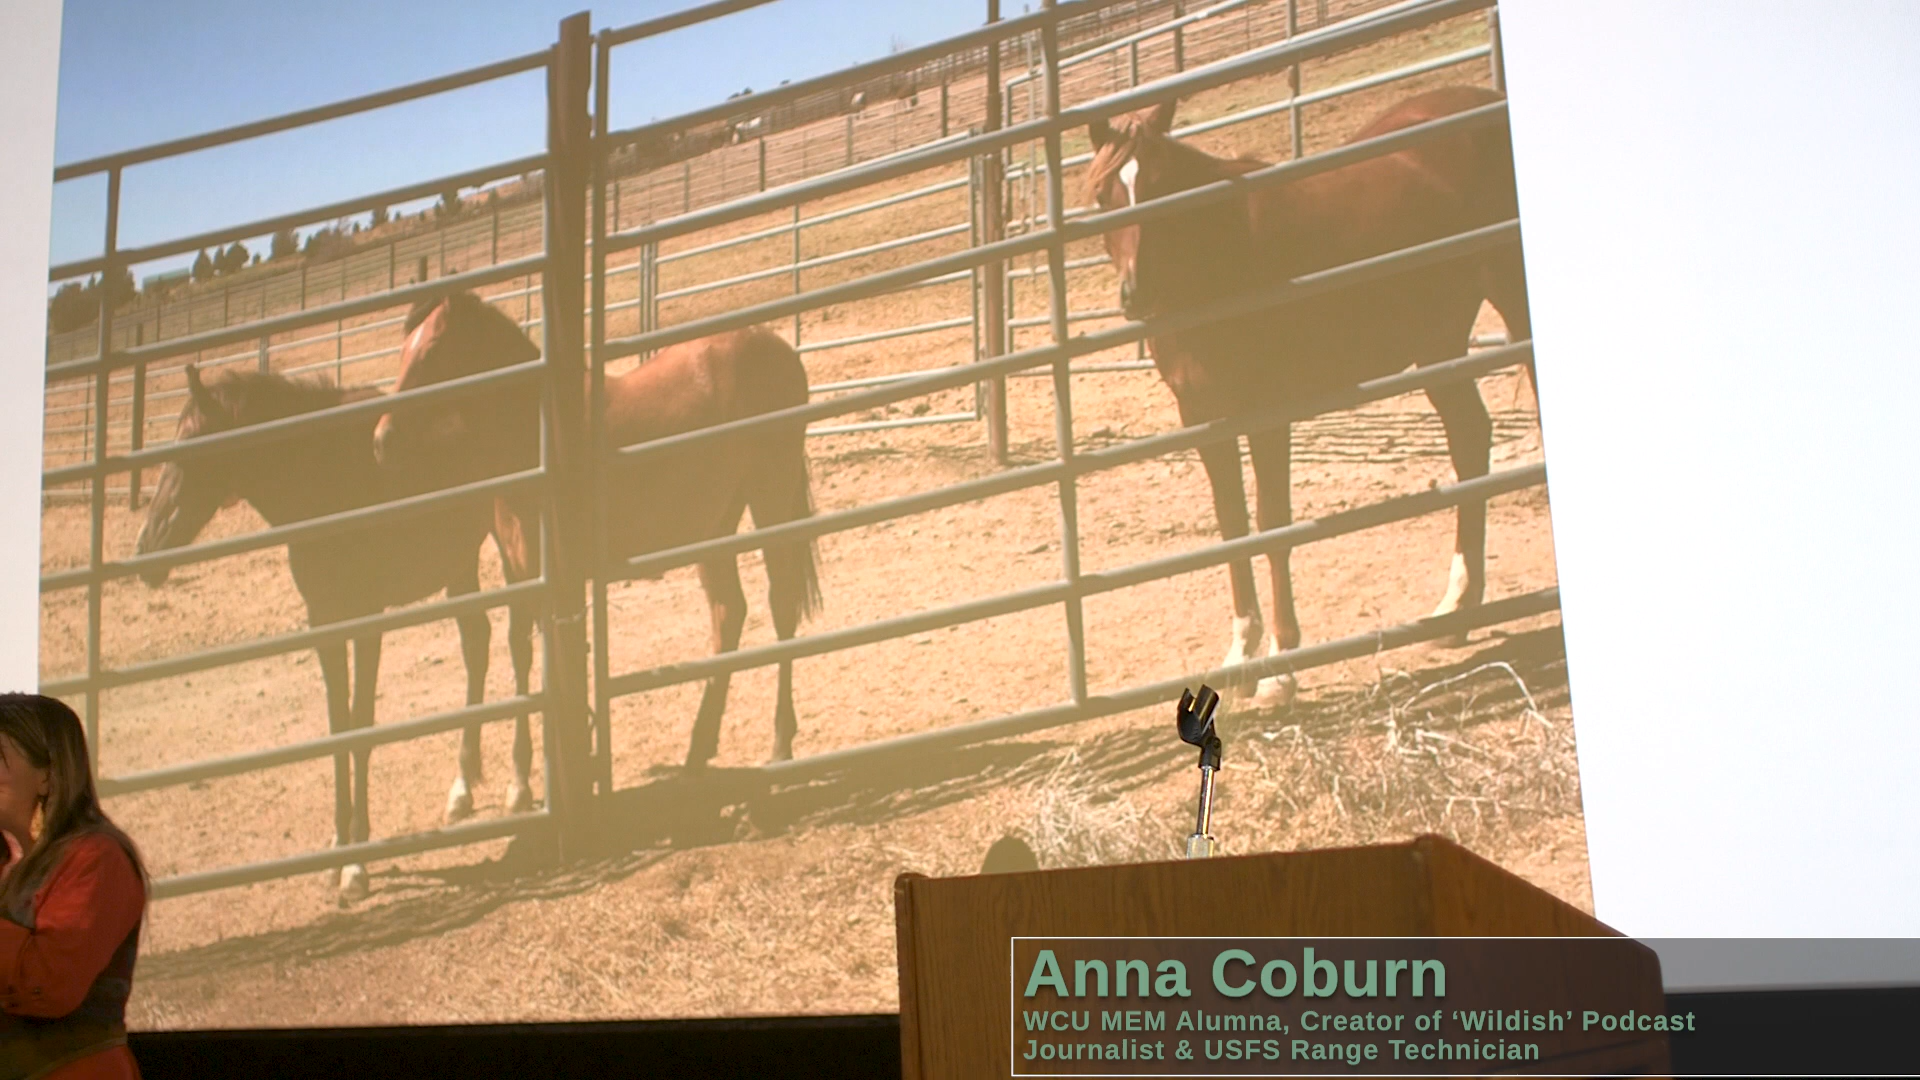 Anna Coburn
WCU MEM Alumna, Creator of ‘Wildish’ Podcast
Journalist & USFS Range Technician